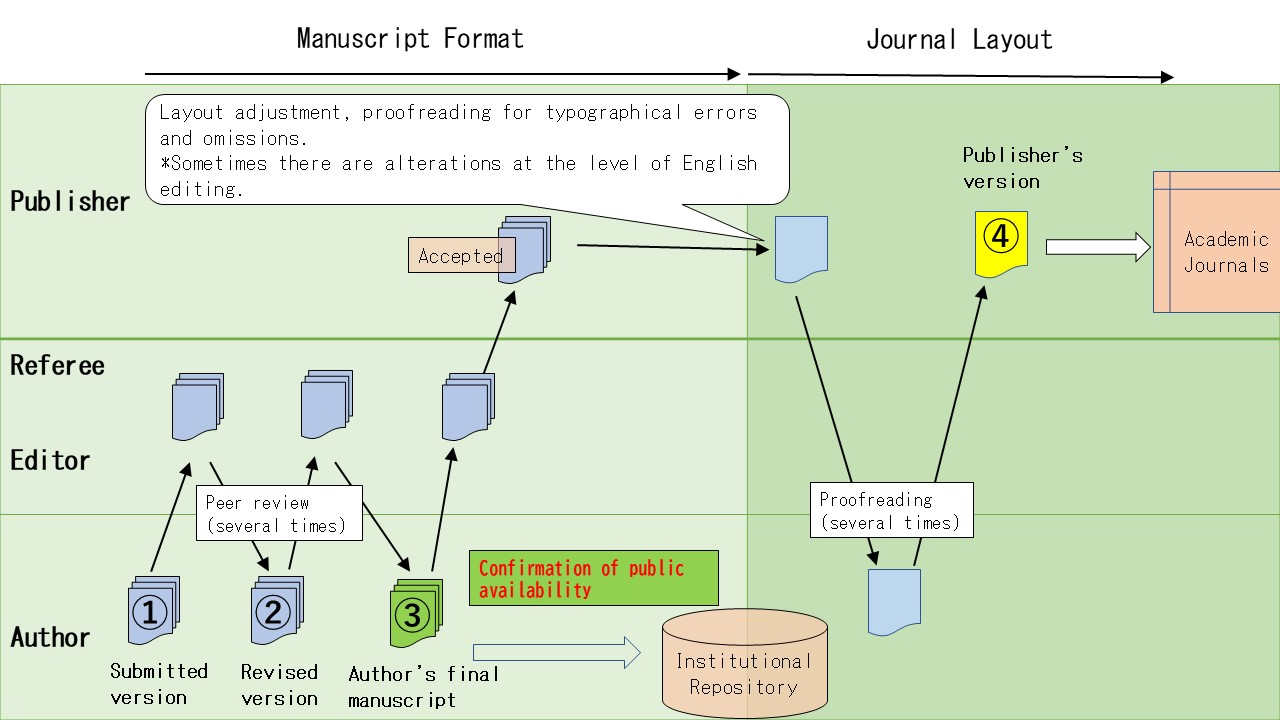 Manuscript Format
Journal Layout
Layout adjustment, proofreading for typographical errors
and omissions.
*Sometimes there are alterations at the level of English
editing.
Publisher's
version
Publisher
④
Academic
Journals
Accepted
Referee
Editor
Peer review
(several times)
Proofreading
(several times)
Confirmation of public
availability
①
②
③
Author
Institutional
Repository
Submitted
version
Revised
version
Author's final
manuscript